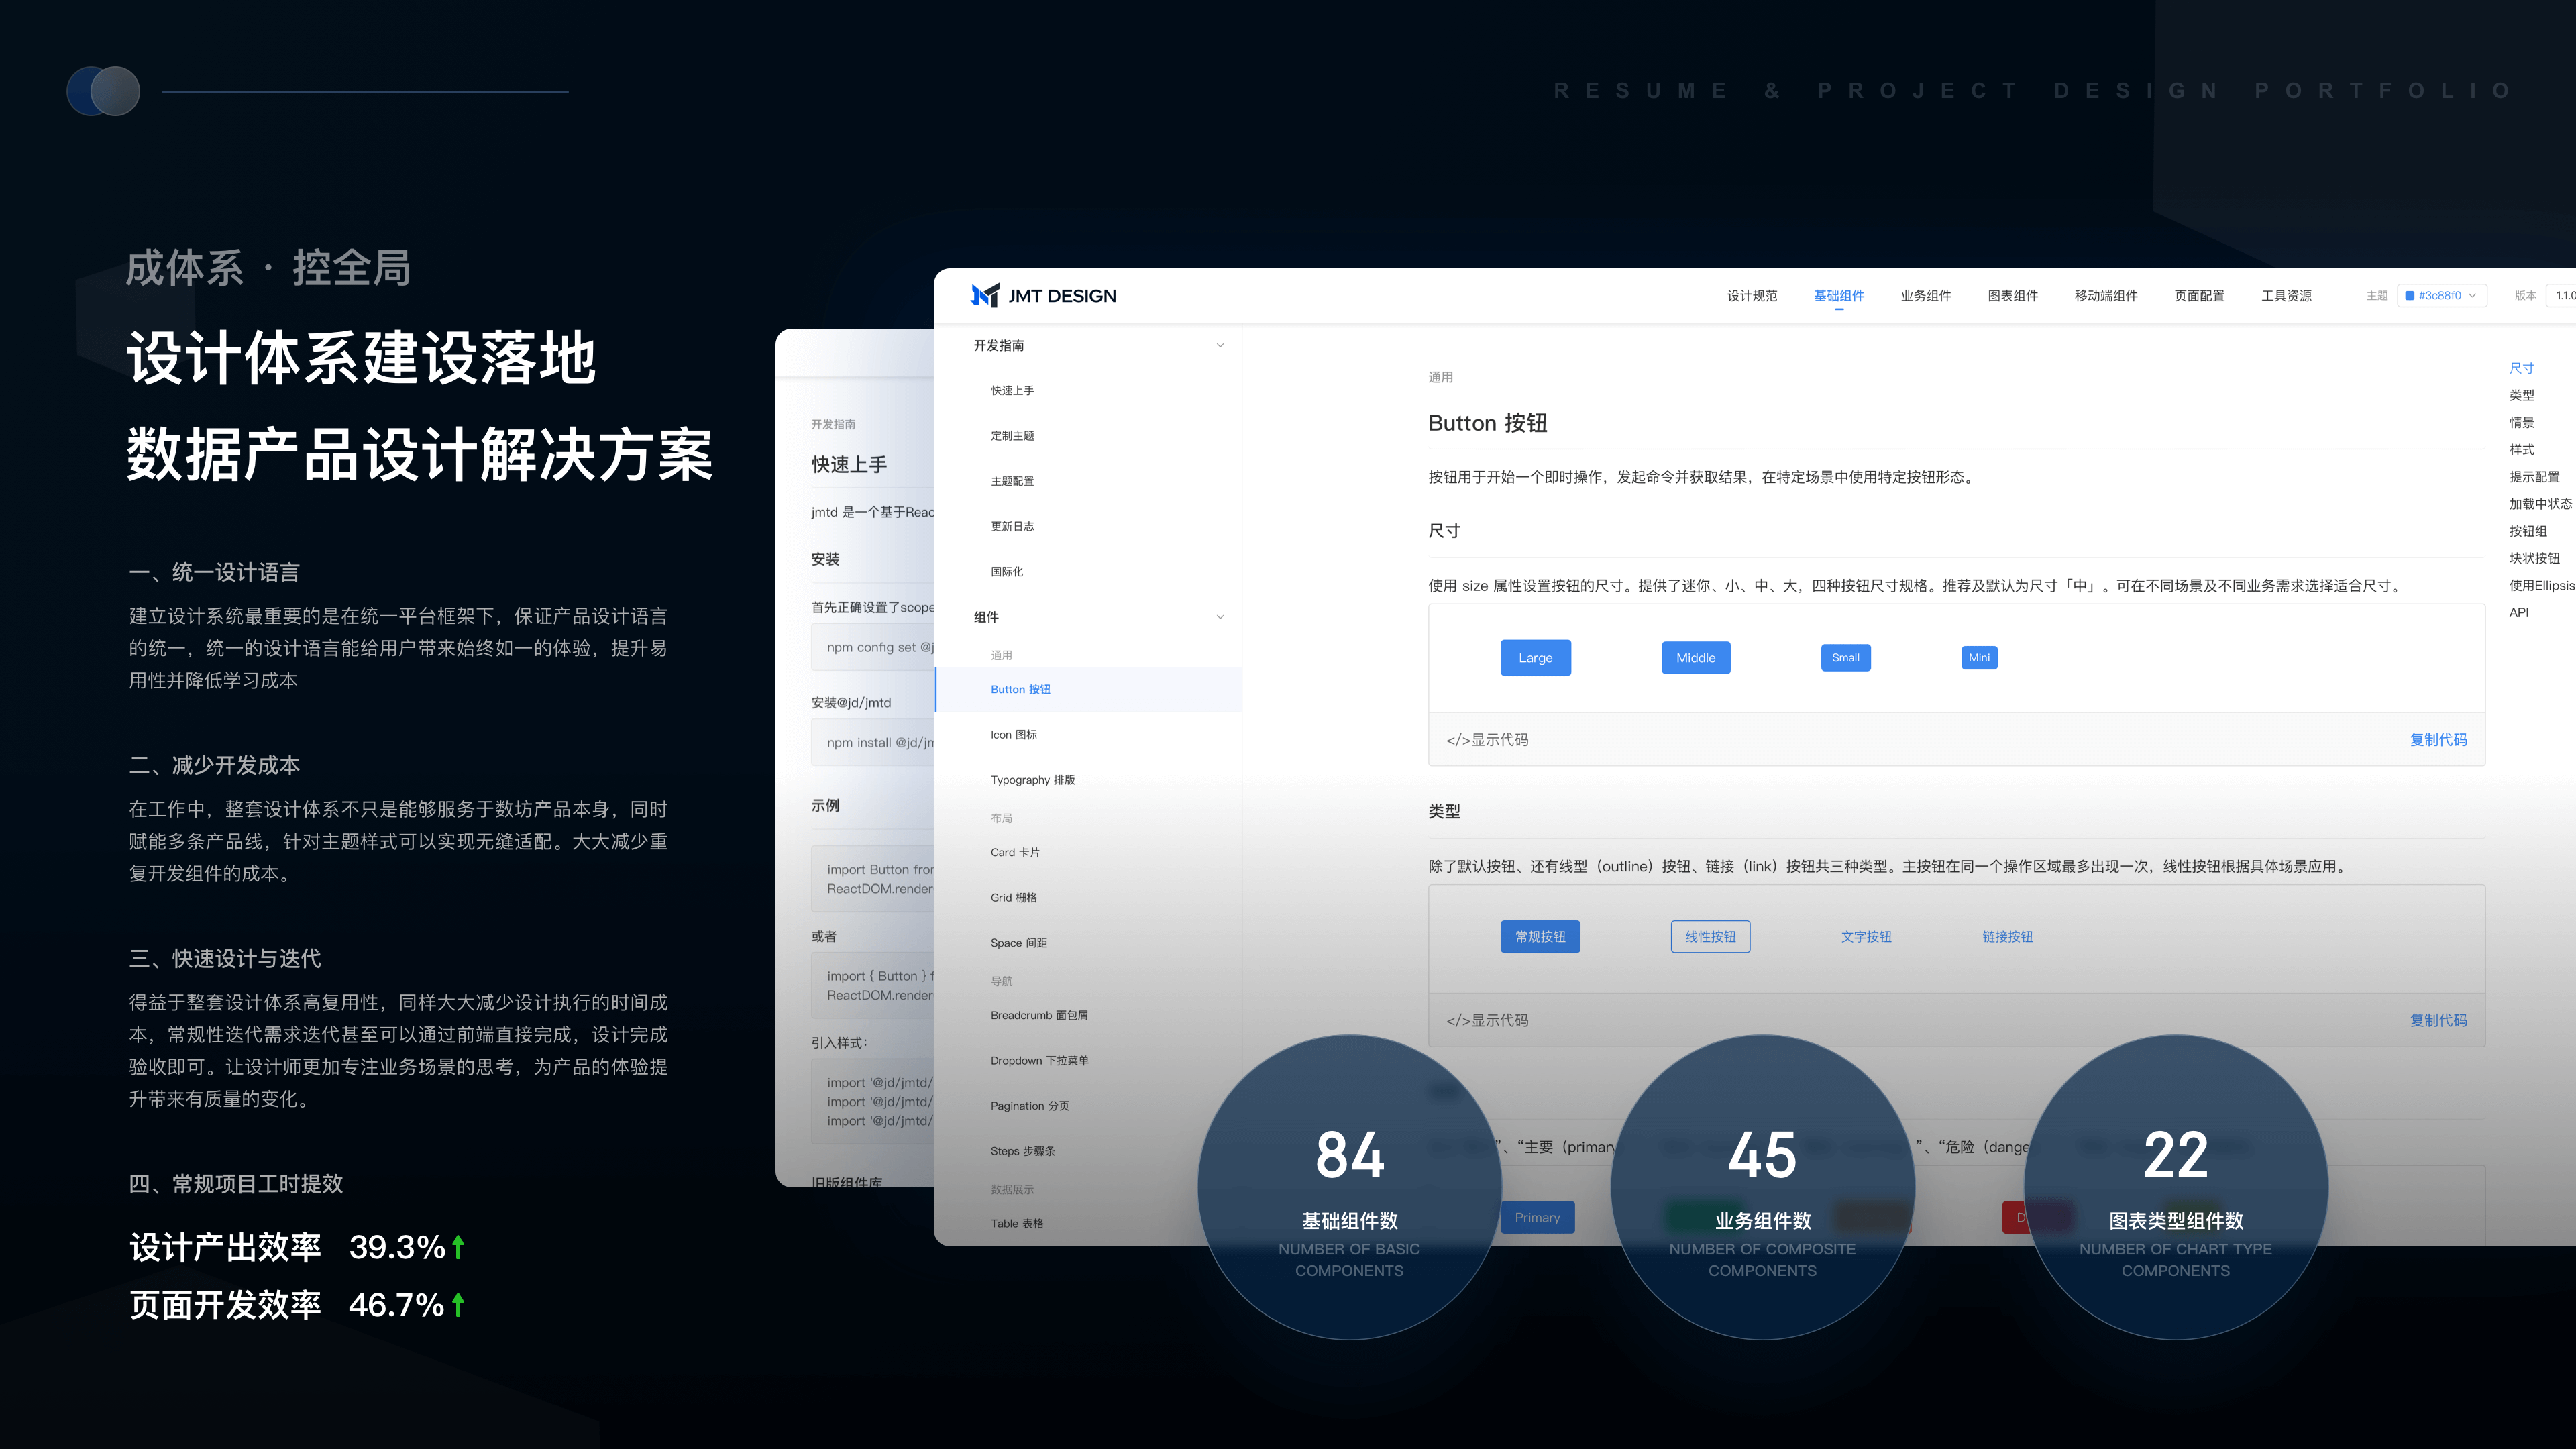 RESUME & PROJECT DESIGN PORTFOLIO
成体系 · 控全局
设计体系建设落地
数据产品设计解决方案
一、统一设计语言
建立设计系统最重要的是在统一平台框架下，保证产品设计语言
的统一，统一的设计语言能给用户带来始终如一的体验，提升易
用性并降低学习成本
二、减少开发成本
在工作中，整套设计体系不只是能够服务于数坊产品本身，同时
赋能多条产品线，针对主题样式可以实现无缝适配。大大减少重
复开发组件的成本。
三、快速设计与迭代
得益于整套设计体系高复用性，同样大大减少设计执行的时间成
本，常规性迭代需求迭代甚至可以通过前端直接完成，设计完成
验收即可。让设计师更加专注业务场景的思考，为产品的体验提
升带来有质量的变化。
四、常规项目工时提效
设计产出效率 39.3%
页面开发效率 46.7%
开发指南
快速上手
jmtd 是一个基于Reac
安装
首先正确设置了scope
npm config set @j
安装@jd/jmtd
npm install @jd/jm
示例
import Button fror
ReactDOM.render
或者
import { Button } f
ReactDOM.render
引入样式：
import '@jd/jmtd/
import '@jd/jmtd/
import '@jd/jmtd/
旧版组件库
JMT DESIGN
设计规范 基础组件 业务组件 图表组件 移动端组件 页面配置 工具资源 主题 #3c88f0 版本 1.1.0
开发指南
快速上手
定制主题
主题配置
更新日志
国际化
组件
通用
Button 按钮
Icon 图标
Typography 排版
布局
Card 卡片
Grid 栅格
Space 间距
导航
Breadcrumb 面包屑
Dropdown 下拉菜单
Pagination 分页
Steps 步骤条
数据展示
Table 表格
通用
Button 按钮
按钮用于开始一个即时操作，发起命令并获取结果，在特定场景中使用特定按钮形态。
尺寸
使用 size 属性设置按钮的尺寸。提供了迷你、小、中、大，四种按钮尺寸规格。推荐及默认为尺寸「中」。可在不同场景及不同业务需求选择适合尺寸。
Large Middle Small Mini
</>显示代码 复制代码
类型
除了默认按钮、还有线型（outline）按钮、链接（link）按钮共三种类型。主按钮在同一个操作区域最多出现一次，线性按钮根据具体场景应用。
常规按钮 线性按钮 文字按钮 链接按钮
</>显示代码 复制代码
”、“主要（primary ”、“危险（dange
Primary D
尺寸
类型
情景
样式
提示配置
加载中状态
按钮组
块状按钮
使用Ellipsis
API
84
基础组件数
NUMBER OF BASIC
COMPONENTS
45
业务组件数
NUMBER OF COMPOSITE
COMPONENTS
22
图表类型组件数
NUMBER OF CHART TYPE
COMPONENTS